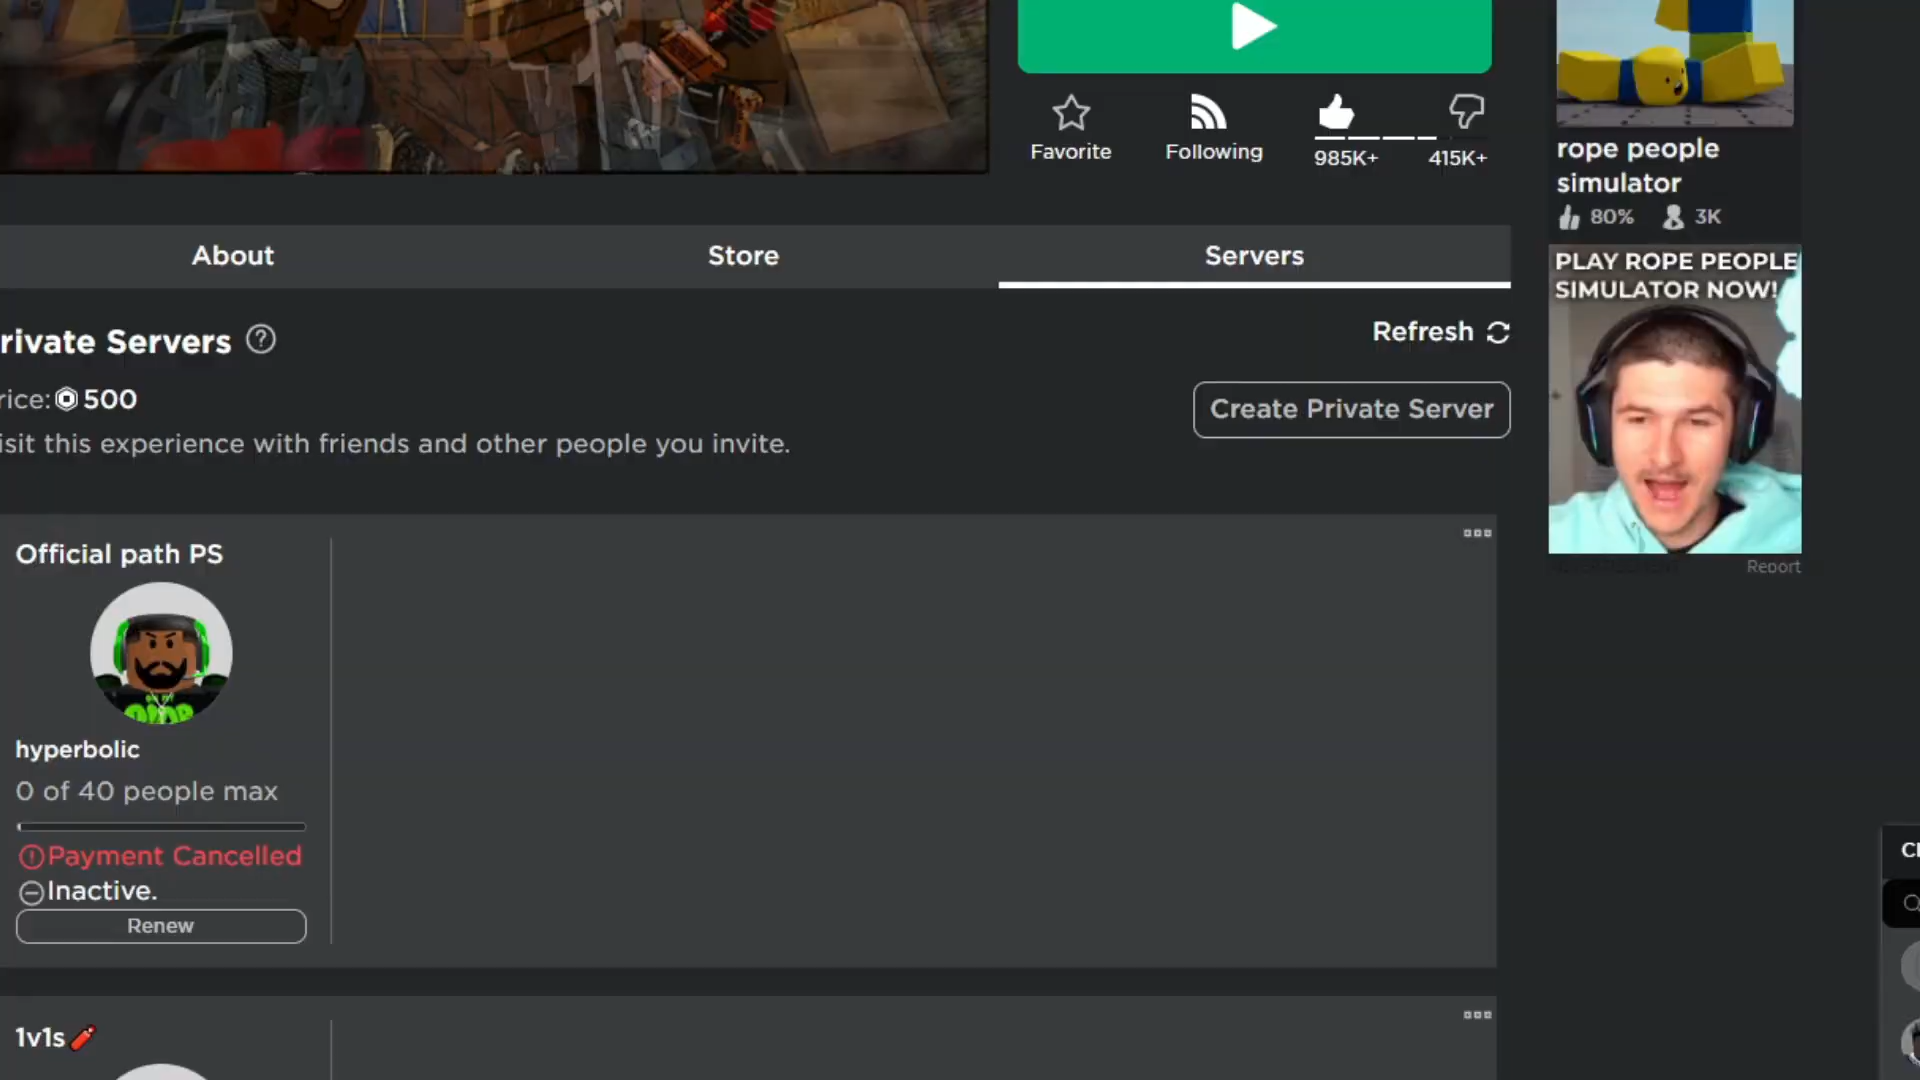 Favorite
Following
985K+
415K+
rope people
simulator
80%
3K
About
Store
Servers
PLAY ROPE PEOPLE
SIMULATOR NOW!
rivate Servers
Refresh
rice: 500
Create Private Server
isit this experience with friends and other people you invite.
Report
Official path PS
hyperbolic
0 of 40 people max
Payment Cancelled
Inactive.
Renew
1v1s